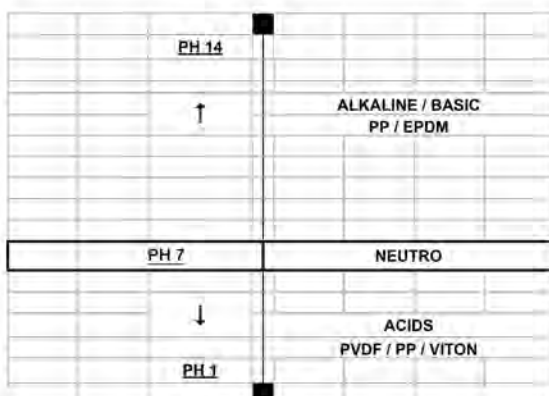 PH 14
↑
ALKALINE / BASIC
PP / EPDM
PH 7 NEUTRO
↓
ACIDS
PVDF / PP / VITON
PH 1